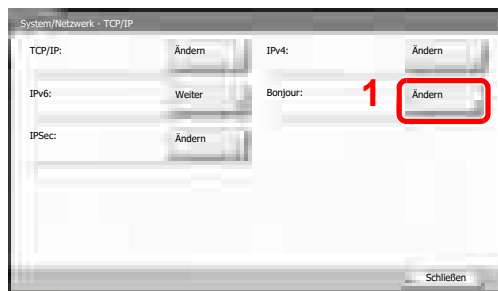 System/Netzwerk - TCP/IP
TCP/IP: Ändern IPv4: Ändern
IPv6: Weiter Bonjour: 1 Ändern
IPSec: Ändern
Schließen